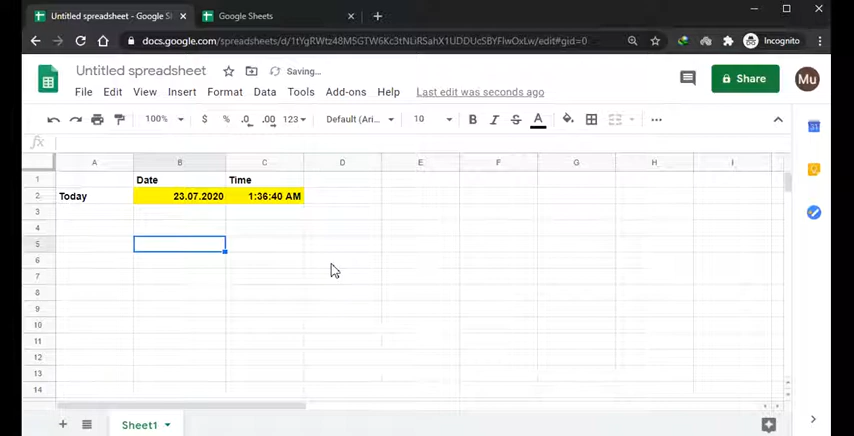 Untitled spreadsheet - Google S
Google Sheets
docs.google.com/spreadsheets/d/1tYgRWtz48M5GTW6Kc3tNLiRSahX1UDDUcSBYFlwOxLw/edit#gid=0
Incognito
Untitled spreadsheet
Saving...
File Edit View Insert Format Data Tools Add-ons Help Last edit was seconds ago
Share
Mu
100% $ % .0 .00 123 Default (Ari... 10 B I S A
fx
A B C D E F G H I
1 Date Time
2 Today 23.07.2020 1:36:40 AM
3
4
5
6
7
8
9
10
11
12
13
14
Sheet1